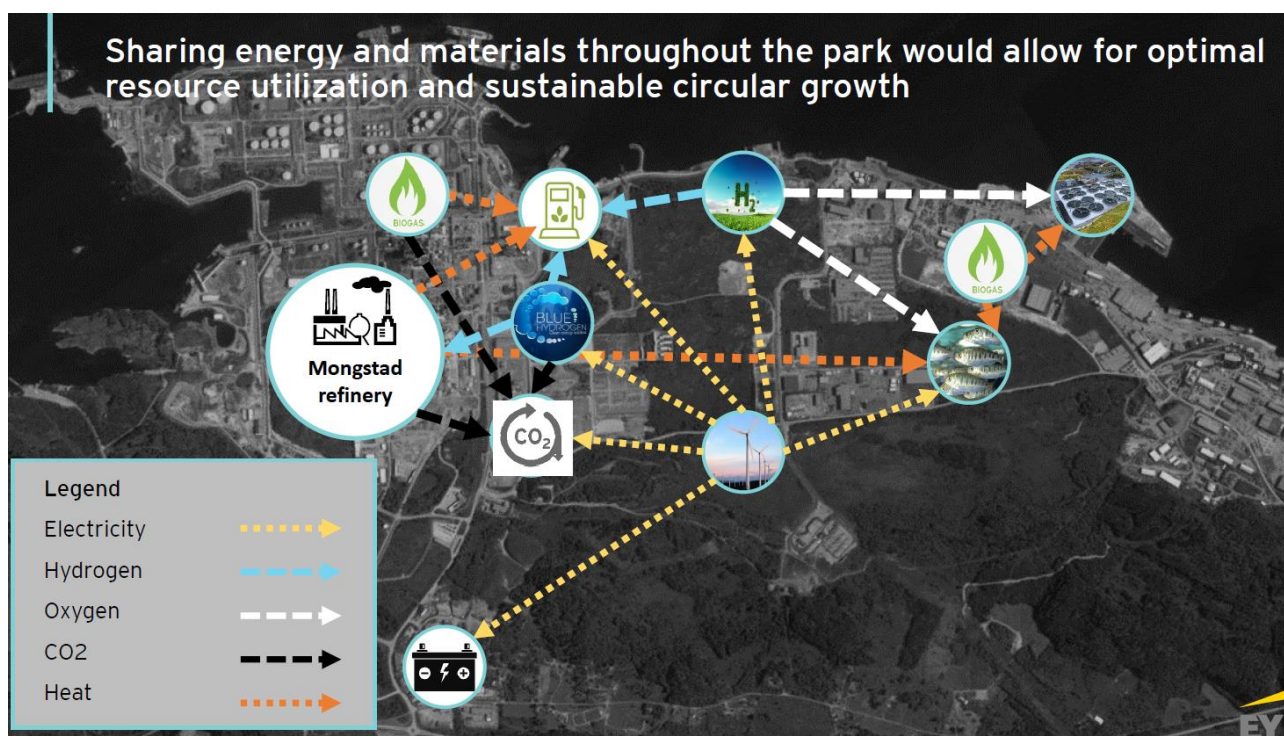 Sharing energy and materials throughout the park would allow for optimal
resource utilization and sustainable circular growth
BIOGAS
H2
BIOGAS
BLUE
HYDROGEN
Mongstad
refinery
CO2
Legend
Electricity
Hydrogen
Oxygen
CO2
Heat
EY